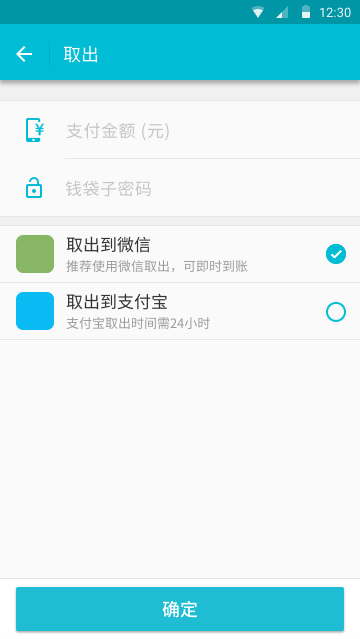 12:30
取出
支付金额 (元)
钱袋子密码
取出到微信
推荐使用微信取出，可即时到账
取出到支付宝
支付宝取出时间需24小时
确定